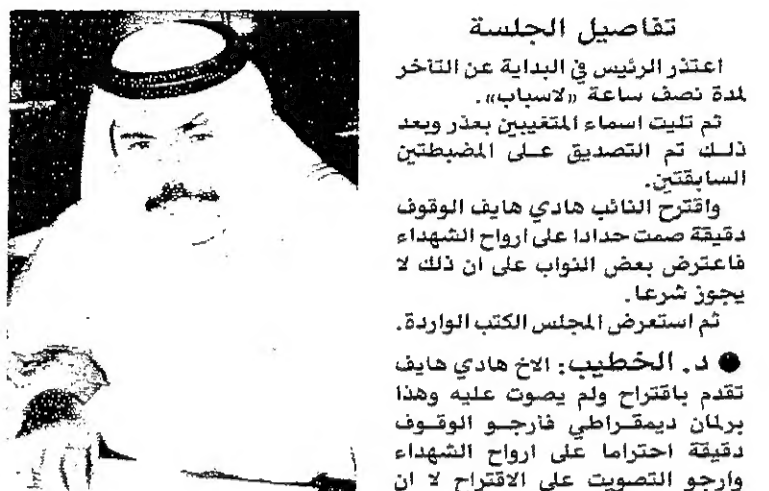 تفاصيل الجلسة
اعتذر الرئيس في البداية عن التاخر
لمدة نصف ساعة «لاسباب».
ثم تليت اسماء المتغيبين بعذر وبعد
ذلك تم التصديق على المضبطتين
السابقتين.
واقترح النائب هادي هايف الوقوف
دقيقة صمت حدادا على ارواح الشهداء
فاعترض بعض النواب على ان ذلك لا
يجوز شرعا.
ثم استعرض المجلس الكتب الواردة.
● د. الخطيب: الاخ هادي هايف
تقدم باقتراح ولم يصوت عليه وهذا
برلمان ديمقراطي فارجو الوقوف
دقيقة احتراما على ارواح الشهداء
وارجو التصويت على الاقتراح لا ان